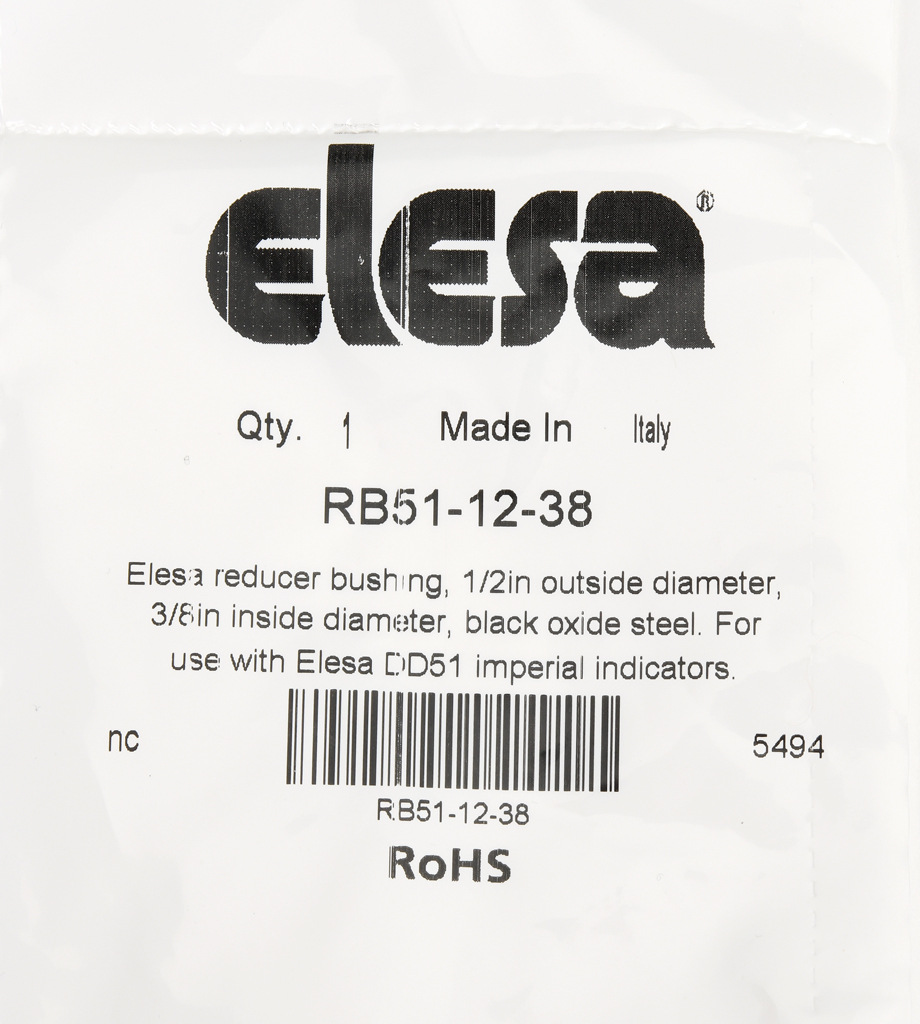 elesa®
Qty. 1 Made In Italy
RB51-12-38
Elesa reducer bushing, 1/2in outside diameter,
3/8in inside diameter, black oxide steel. For
use with Elesa DD51 imperial indicators.
nc 5494
RB51-12-38
RoHS